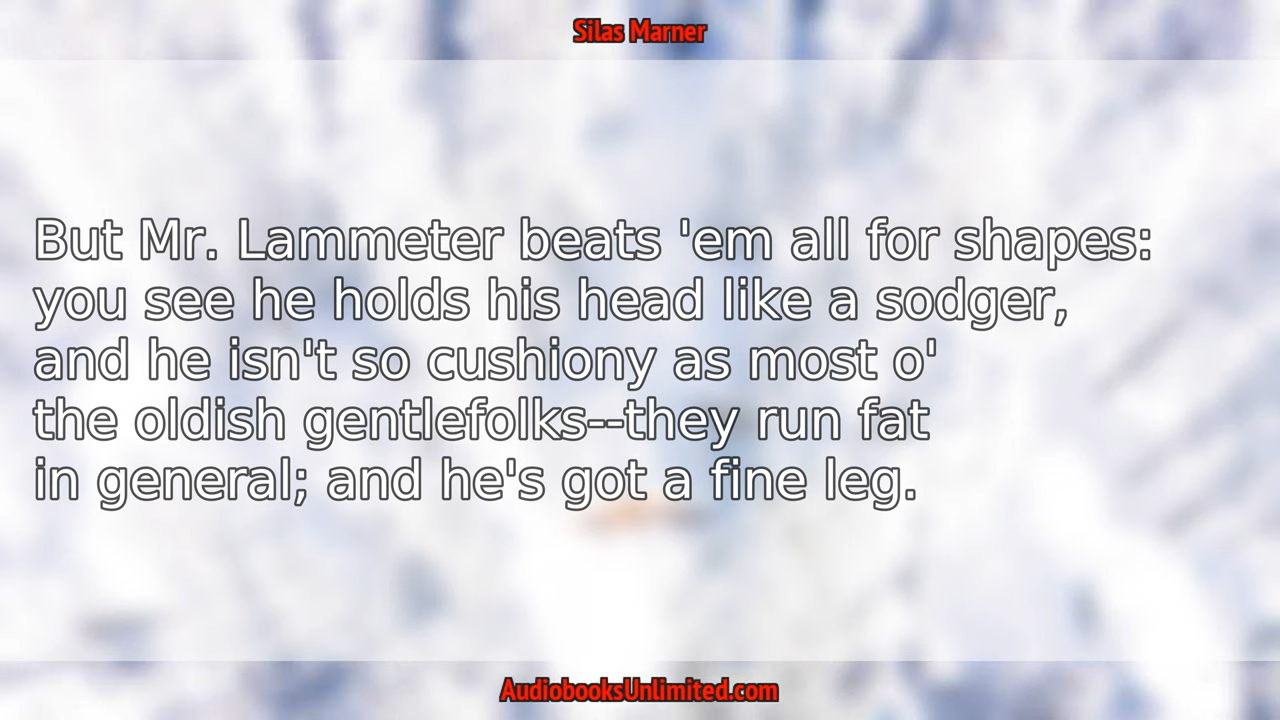 Silas Marner
But Mr. Lammeter beats 'em all for shapes:
you see he holds his head like a sodger,
and he isn't so cushiony as most o'
the oldish gentlefolks--they run fat
in general; and he's got a fine leg.
AudiobooksUnlimited.com